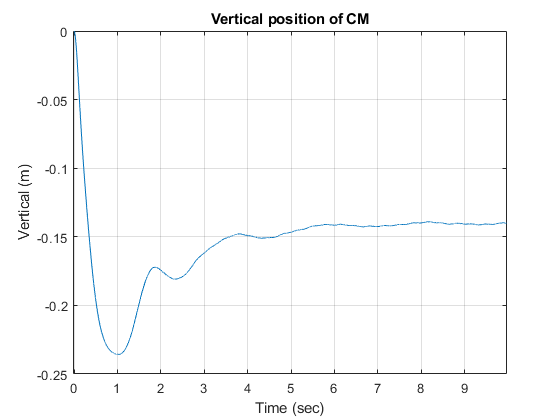 Vertical position of CM
0
-0.05
-0.1
-0.15
-0.2
-0.25
Vertical (m)
0 1 2 3 4 5 6 7 8 9
Time (sec)